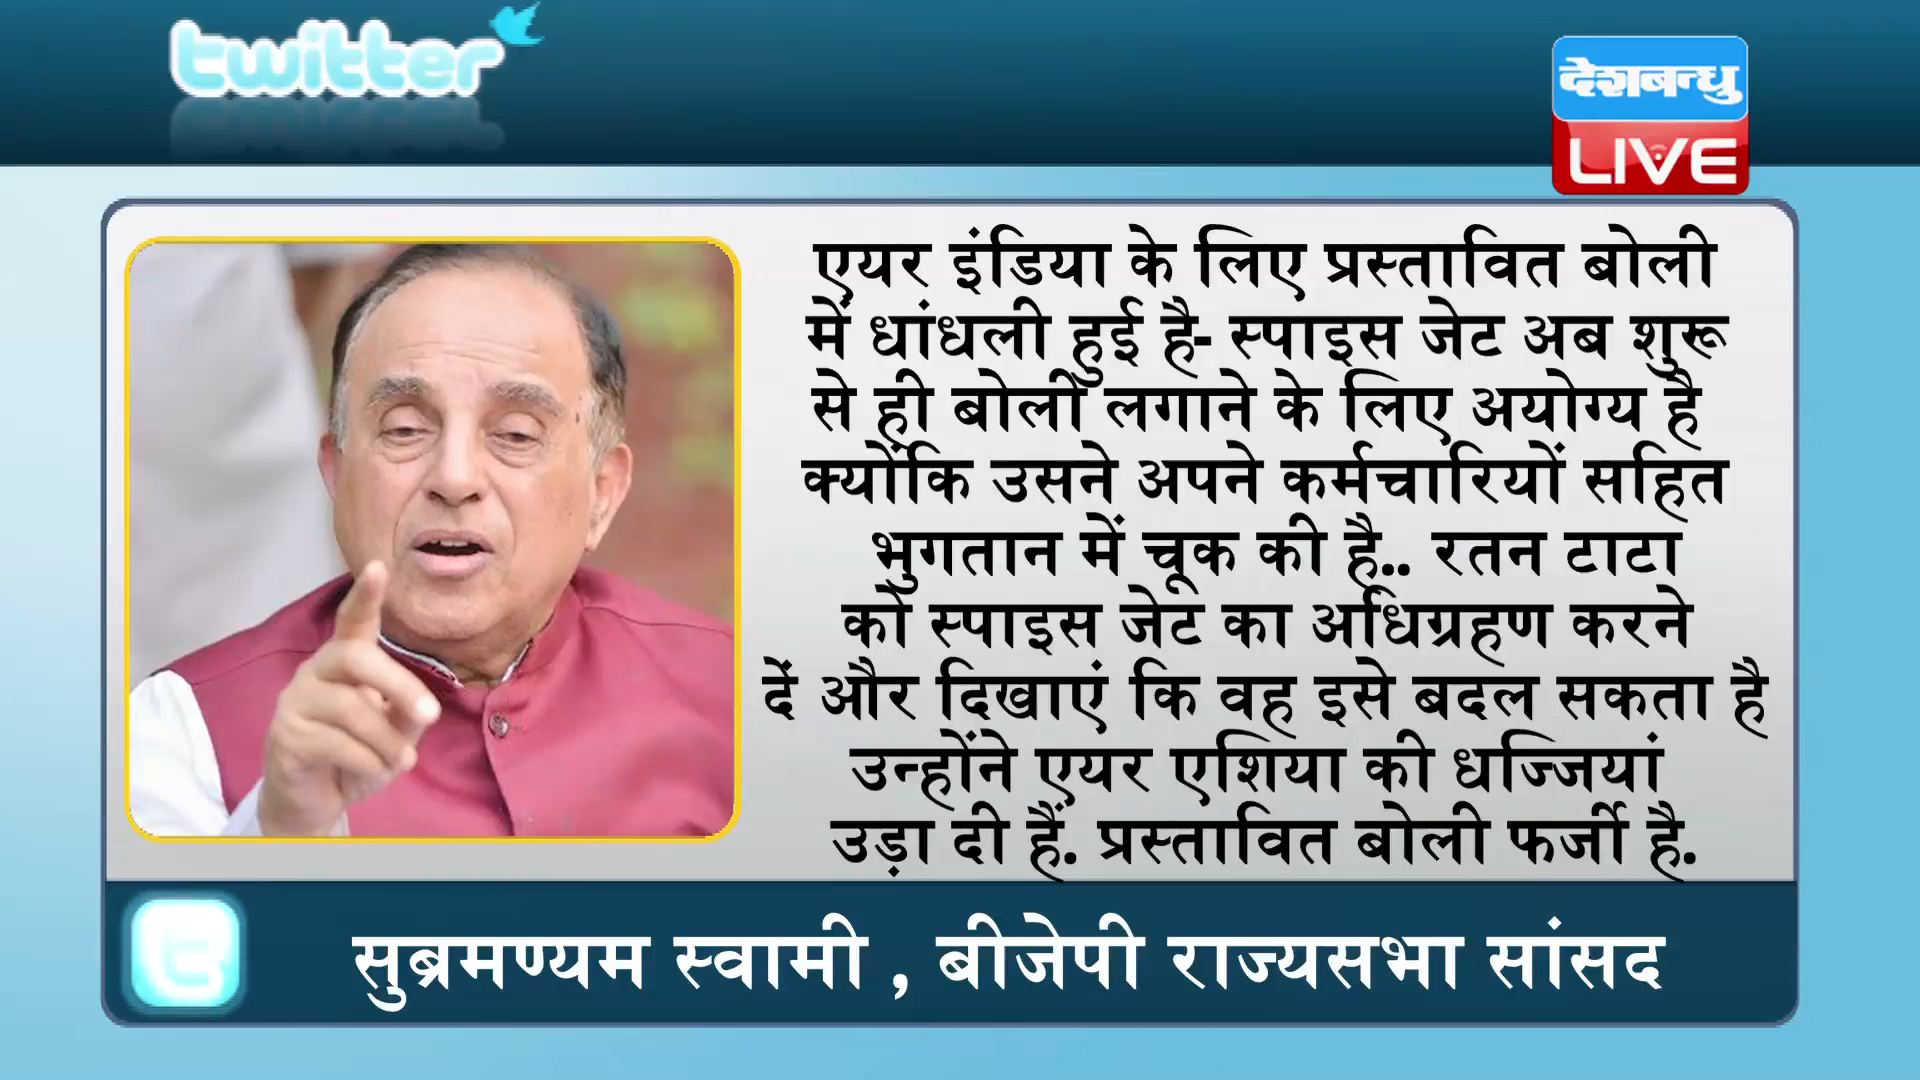 twitter
देशबन्धु
LIVE
एयर इंडिया के लिए प्रस्तावित बोली
में धांधली हुई है- स्पाइस जेट अब शुरू
से ही बोली लगाने के लिए अयोग्य है
क्योंकि उसने अपने कर्मचारियों सहित
भुगतान में चूक की है.. रतन टाटा
को स्पाइस जेट का अधिग्रहण करने
दें और दिखाएं कि वह इसे बदल सकता है
उन्होंने एयर एशिया की धज्जियां
उड़ा दी हैं. प्रस्तावित बोली फर्जी है.
t
सुब्रमण्यम स्वामी , बीजेपी राज्यसभा सांसद